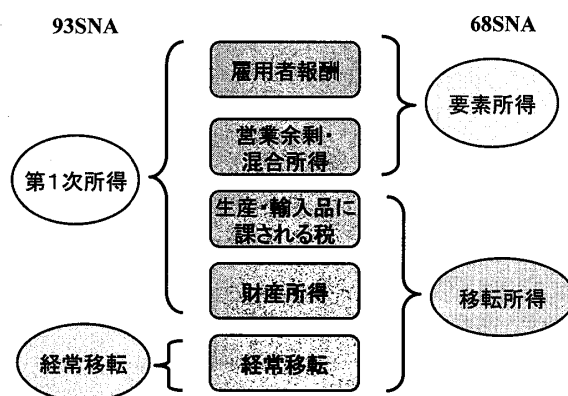 93SNA
68SNA
雇用者報酬
営業余剰・
混合所得
生産・輸入品に
課される税
財産所得
経常移転
第1次所得
経常移転
要素所得
移転所得